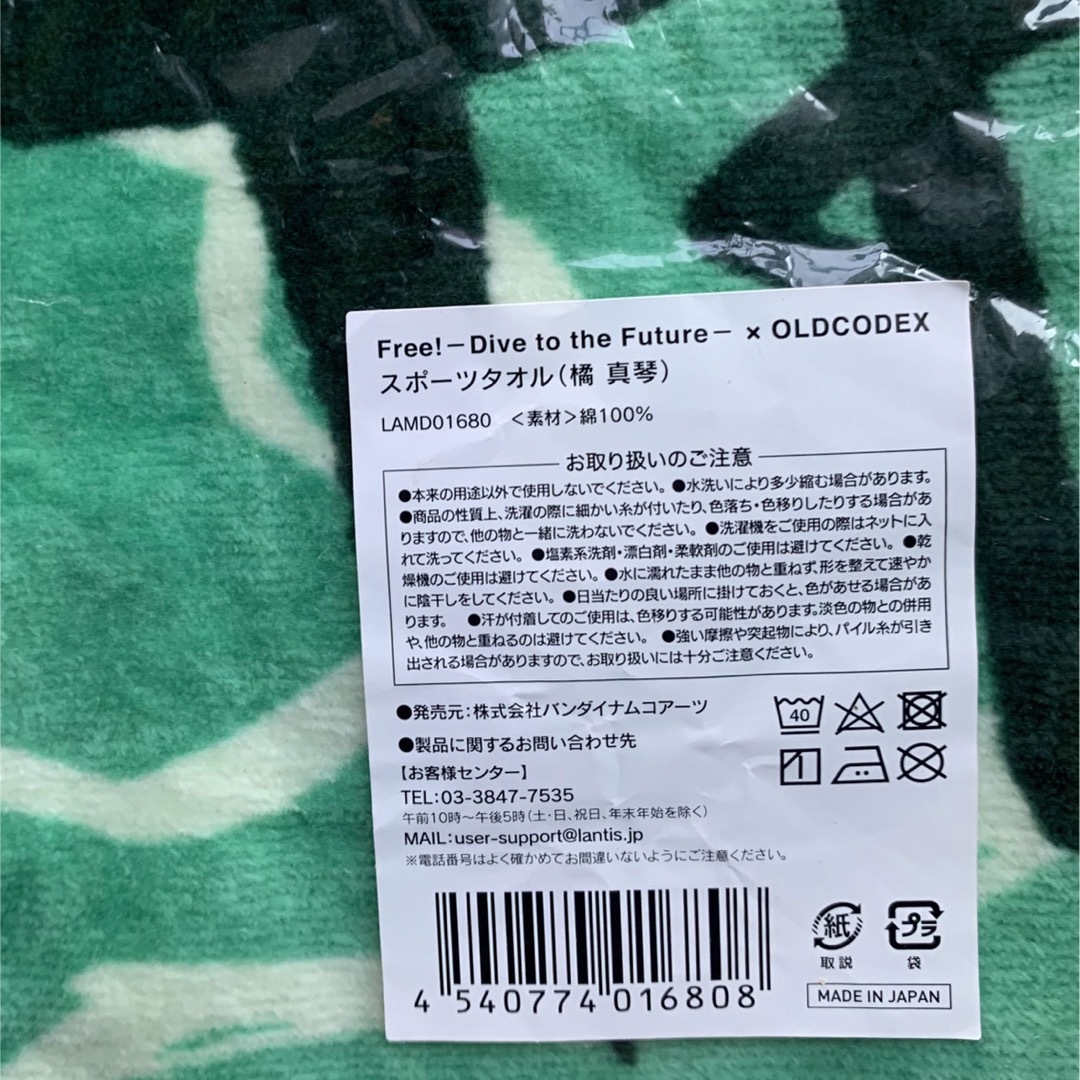 Free!－Dive to the Future－ × OLDCODEX
スポーツタオル（橘 真琴）
LAMD01680 ＜素材＞綿100%
お取り扱いのご注意
●本来の用途以外で使用しないでください。●水洗いにより多少縮む場合があります。
●商品の性質上、洗濯の際に細かい糸が付いたり、色落ち・色移りしたりする場合があ
りますので、他の物と一緒に洗わないでください。●洗濯機をご使用の際はネットに入
れて洗ってください。●塩素系洗剤・漂白剤・柔軟剤のご使用は避けてください。●乾
燥機のご使用は避けてください。●水に濡れたまま他の物と重ねず、形を整えて速やか
に陰干しをしてください。●日当たりの良い場所に掛けておくと、色があせる場合があ
ります。●汗が付着してのご使用は、色移りする可能性があります。淡色の物との併用
や、他の物と重ねるのは避けてください。●強い摩擦や突起物により、パイル糸が引き
出される場合がありますので、お取り扱いには十分ご注意ください。
●発売元：株式会社バンダイナムコアーツ
●製品に関するお問い合わせ先
【お客様センター】
TEL:03-3847-7535
午前10時～午後5時（土・日、祝日、年末年始を除く）
MAIL：user-support@lantis.jp
※電話番号はよく確かめてお間違いないようにご注意ください。
40
4 540774 016808
紙
取説
プラ
袋
MADE IN JAPAN